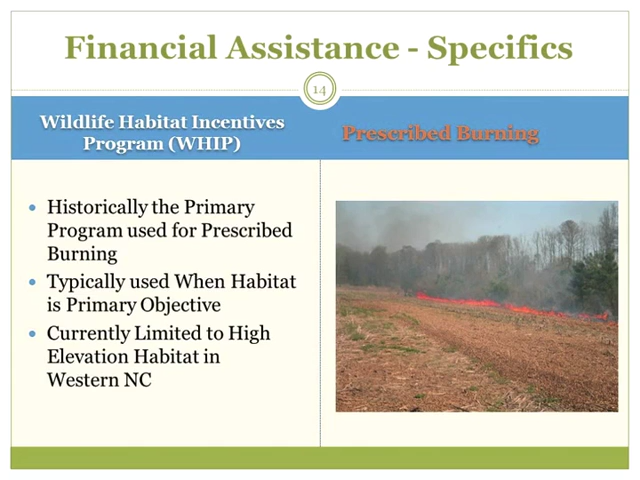 Financial Assistance - Specifics
14
Wildlife Habitat Incentives
Program (WHIP)
Prescribed Burning
Historically the Primary
Program used for Prescribed
Burning
Typically used When Habitat
is Primary Objective
Currently Limited to High
Elevation Habitat in
Western NC